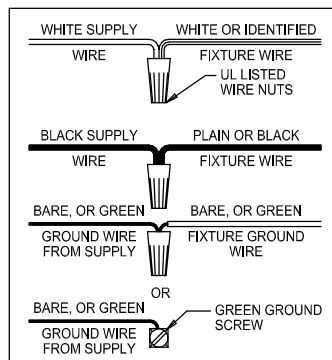 WHITE SUPPLY WIRE
WHITE OR IDENTIFIED FIXTURE WIRE
UL LISTED
WIRE NUTS
BLACK SUPPLY WIRE
PLAIN OR BLACK FIXTURE WIRE
BARE, OR GREEN
GROUND WIRE
FROM SUPPLY
BARE, OR GREEN
FIXTURE GROUND
WIRE
OR
BARE, OR GREEN
GROUND WIRE
FROM SUPPLY
GREEN GROUND
SCREW